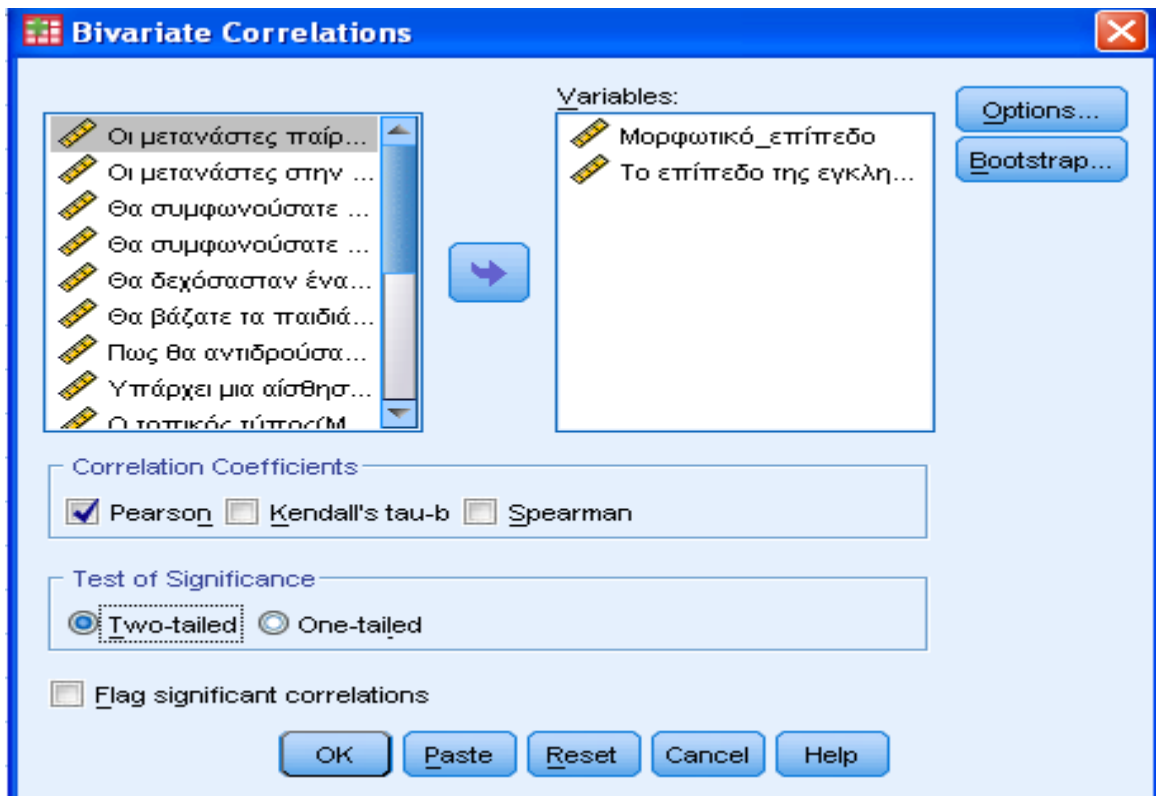 Bivariate Correlations
Οι μετανάστες παίρ...
Οι μετανάστες στην ...
Θα συμφωνούσατε ...
Θα συμφωνούσατε ...
Θα δεχόσασταν ένα...
Θα βάζατε τα παιδιά...
Πως θα αντιδρούσα...
Υπάρχει μια αίσθησ...
Ο τοπικός τύπος(Μ
Variables:
Μορφωτικό_επίπεδο
Το επίπεδο της εγκλη...
Options...
Bootstrap...
Correlation Coefficients
Pearson Kendall's tau-b Spearman
Test of Significance
Two-tailed One-tailed
Flag significant correlations
OK Paste Reset Cancel Help